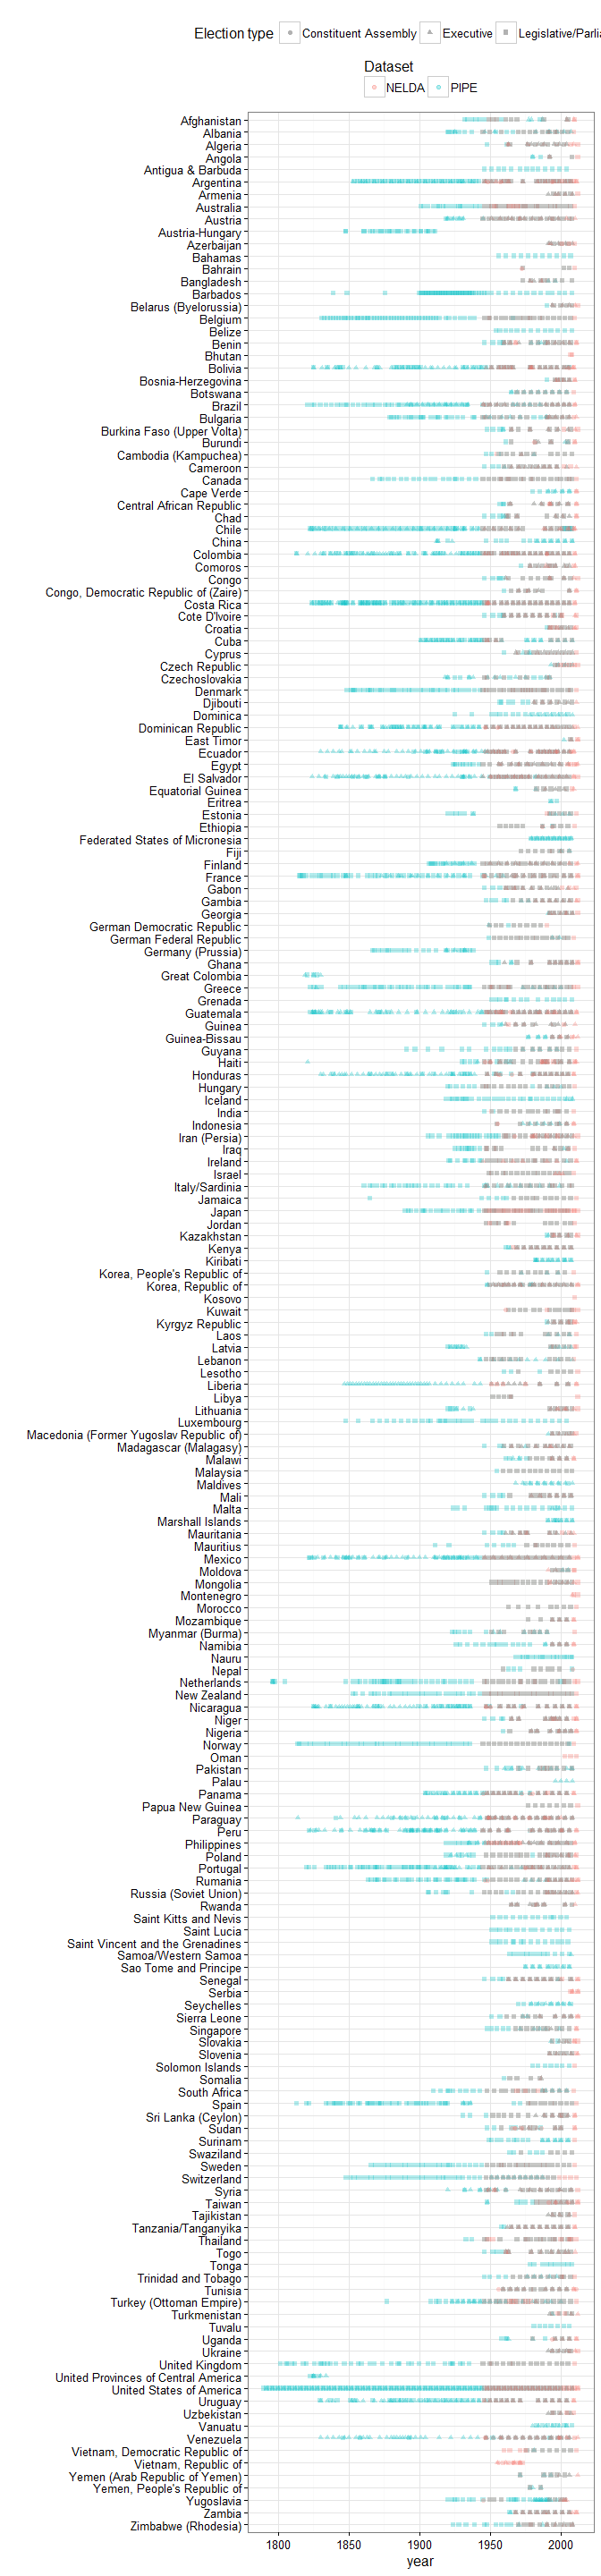 Election type Constituent Assembly Executive Legislative/Parli
Dataset
NELDA PIPE
Afghanistan
Albania
Algeria
Angola
Antigua & Barbuda
Argentina
Armenia
Australia
Austria
Austria-Hungary
Azerbaijan
Bahamas
Bahrain
Bangladesh
Barbados
Belarus (Byelorussia)
Belgium
Belize
Benin
Bhutan
Bolivia
Bosnia-Herzegovina
Botswana
Brazil
Bulgaria
Burkina Faso (Upper Volta)
Burundi
Cambodia (Kampuchea)
Cameroon
Canada
Cape Verde
Central African Republic
Chad
Chile
China
Colombia
Comoros
Congo
Congo, Democratic Republic of (Zaire)
Costa Rica
Cote D'Ivoire
Croatia
Cuba
Cyprus
Czech Republic
Czechoslovakia
Denmark
Djibouti
Dominica
Dominican Republic
East Timor
Ecuador
Egypt
El Salvador
Equatorial Guinea
Eritrea
Estonia
Ethiopia
Federated States of Micronesia
Fiji
Finland
France
Gabon
Gambia
Georgia
German Democratic Republic
German Federal Republic
Germany (Prussia)
Ghana
Great Colombia
Greece
Grenada
Guatemala
Guinea
Guinea-Bissau
Guyana
Haiti
Honduras
Hungary
Iceland
India
Indonesia
Iran (Persia)
Iraq
Ireland
Israel
Italy/Sardinia
Jamaica
Japan
Jordan
Kazakhstan
Kenya
Kiribati
Korea, People's Republic of
Korea, Republic of
Kosovo
Kuwait
Kyrgyz Republic
Laos
Latvia
Lebanon
Lesotho
Liberia
Libya
Lithuania
Luxembourg
Macedonia (Former Yugoslav Republic of)
Madagascar (Malagasy)
Malawi
Malaysia
Maldives
Mali
Malta
Marshall Islands
Mauritania
Mauritius
Mexico
Moldova
Mongolia
Montenegro
Morocco
Mozambique
Myanmar (Burma)
Namibia
Nauru
Nepal
Netherlands
New Zealand
Nicaragua
Niger
Nigeria
Norway
Oman
Pakistan
Palau
Panama
Papua New Guinea
Paraguay
Peru
Philippines
Poland
Portugal
Rumania
Russia (Soviet Union)
Rwanda
Saint Kitts and Nevis
Saint Lucia
Saint Vincent and the Grenadines
Samoa/Western Samoa
Sao Tome and Principe
Senegal
Serbia
Seychelles
Sierra Leone
Singapore
Slovakia
Slovenia
Solomon Islands
Somalia
South Africa
Spain
Sri Lanka (Ceylon)
Sudan
Surinam
Swaziland
Sweden
Switzerland
Syria
Taiwan
Tajikistan
Tanzania/Tanganyika
Thailand
Togo
Tonga
Trinidad and Tobago
Tunisia
Turkey (Ottoman Empire)
Turkmenistan
Tuvalu
Uganda
Ukraine
United Kingdom
United Provinces of Central America
United States of America
Uruguay
Uzbekistan
Vanuatu
Venezuela
Vietnam, Democratic Republic of
Vietnam, Republic of
Yemen (Arab Republic of Yemen)
Yemen, People's Republic of
Yugoslavia
Zambia
Zimbabwe (Rhodesia)
1800 1850 1900 1950 2000
year